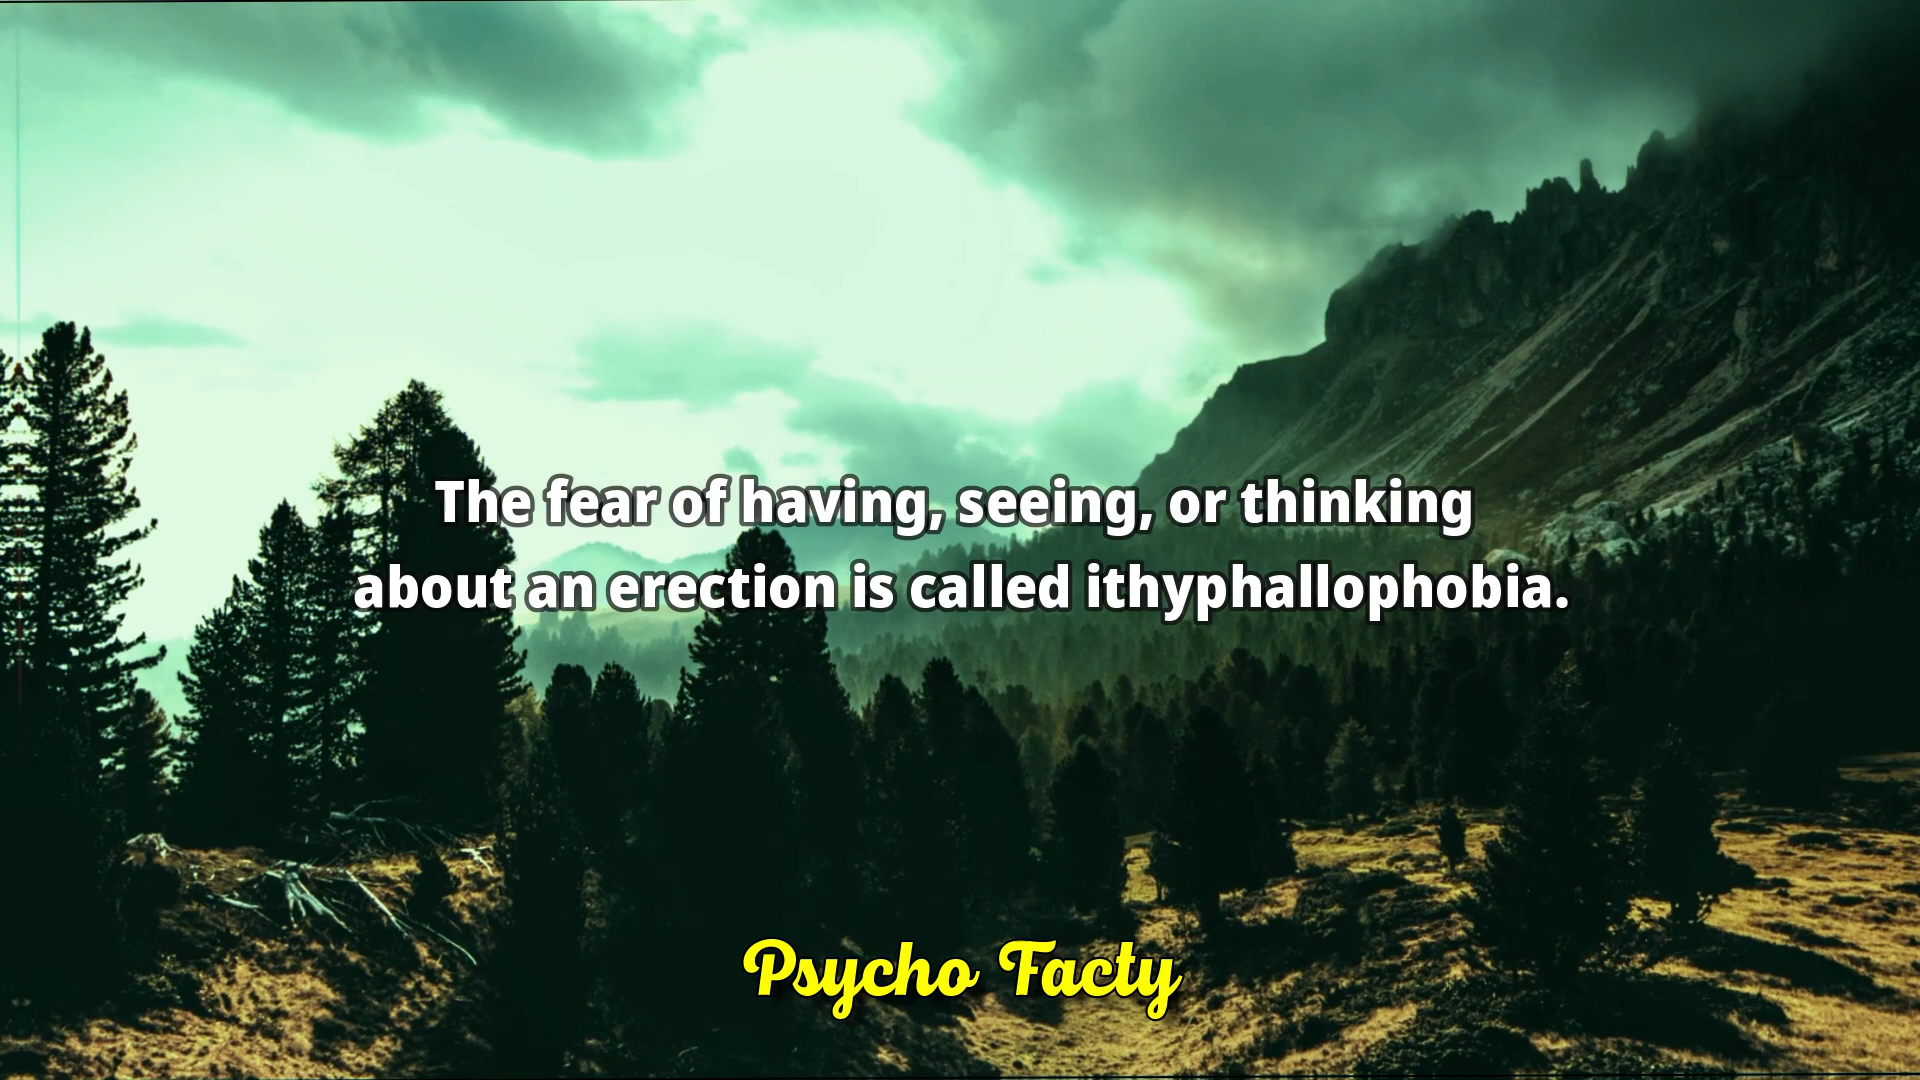 The fear of having, seeing, or thinking
about an erection is called ithyphallophobia.
Psycho Facty